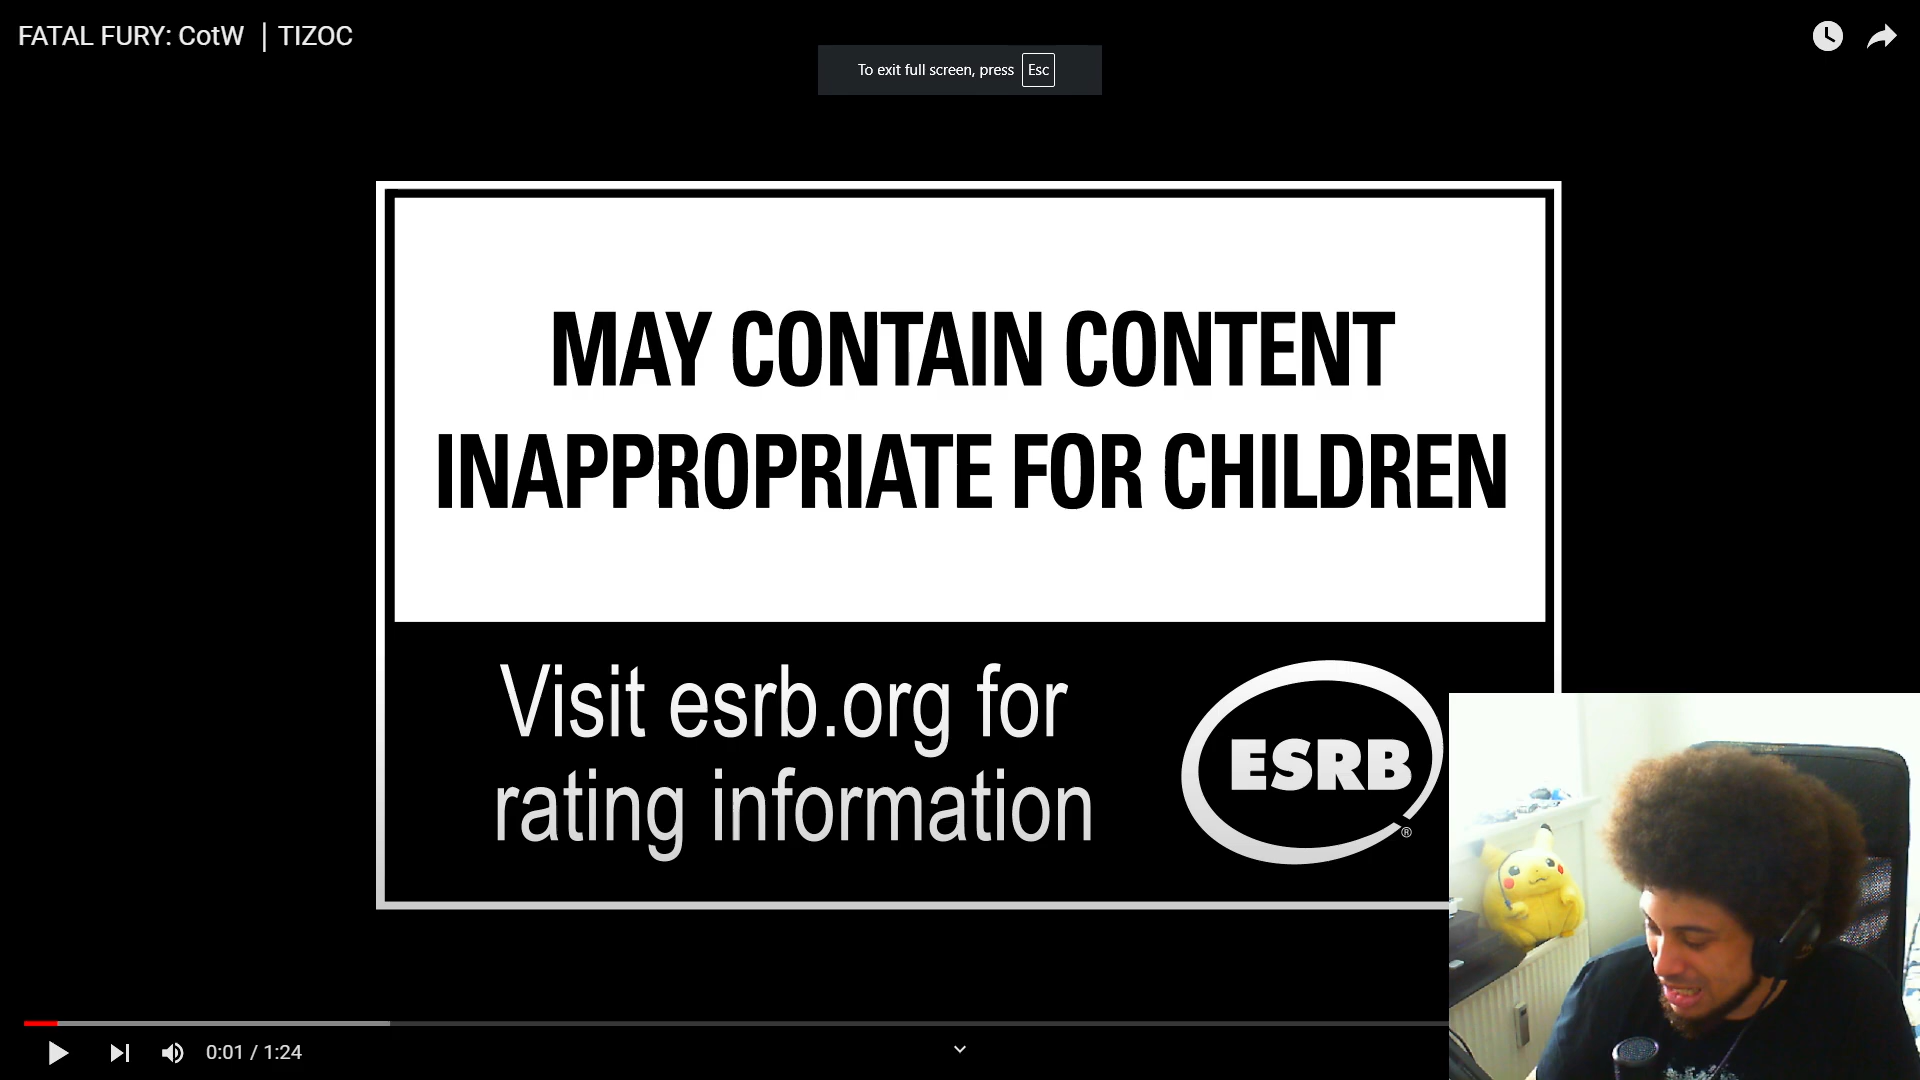 FATAL FURY: CotW │TIZOC
To exit full screen, press Esc
MAY CONTAIN CONTENT
INAPPROPRIATE FOR CHILDREN
Visit esrb.org for
rating information
ESRB
®
0:01 / 1:24